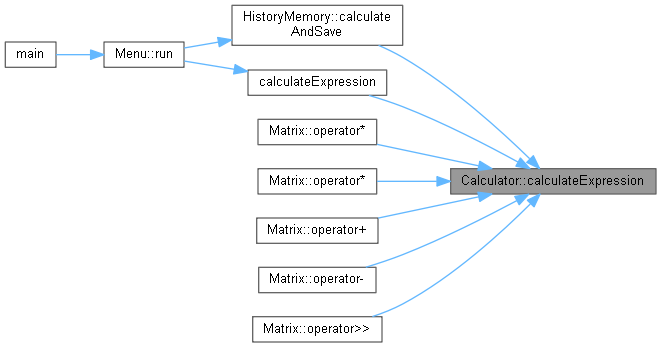 HistoryMemory::calculate
AndSave
main
Menu::run
calculateExpression
Matrix::operator*
Matrix::operator*
Calculator::calculateExpression
Matrix::operator+
Matrix::operator-
Matrix::operator>>